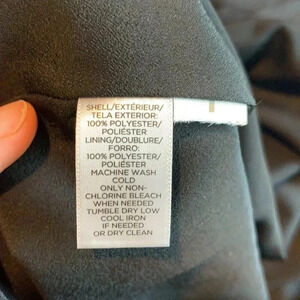 SHELL/EXTÉRIEUR/
TELA EXTERIOR:
100% POLYESTER/
POLIÉSTER
LINING/DOUBLURE/
FORRO:
100% POLYESTER/
POLIÉSTER
MACHINE WASH
COLD
ONLY NON-
CHLORINE BLEACH
WHEN NEEDED
TUMBLE DRY LOW
COOL IRON
IF NEEDED
OR DRY CLEAN